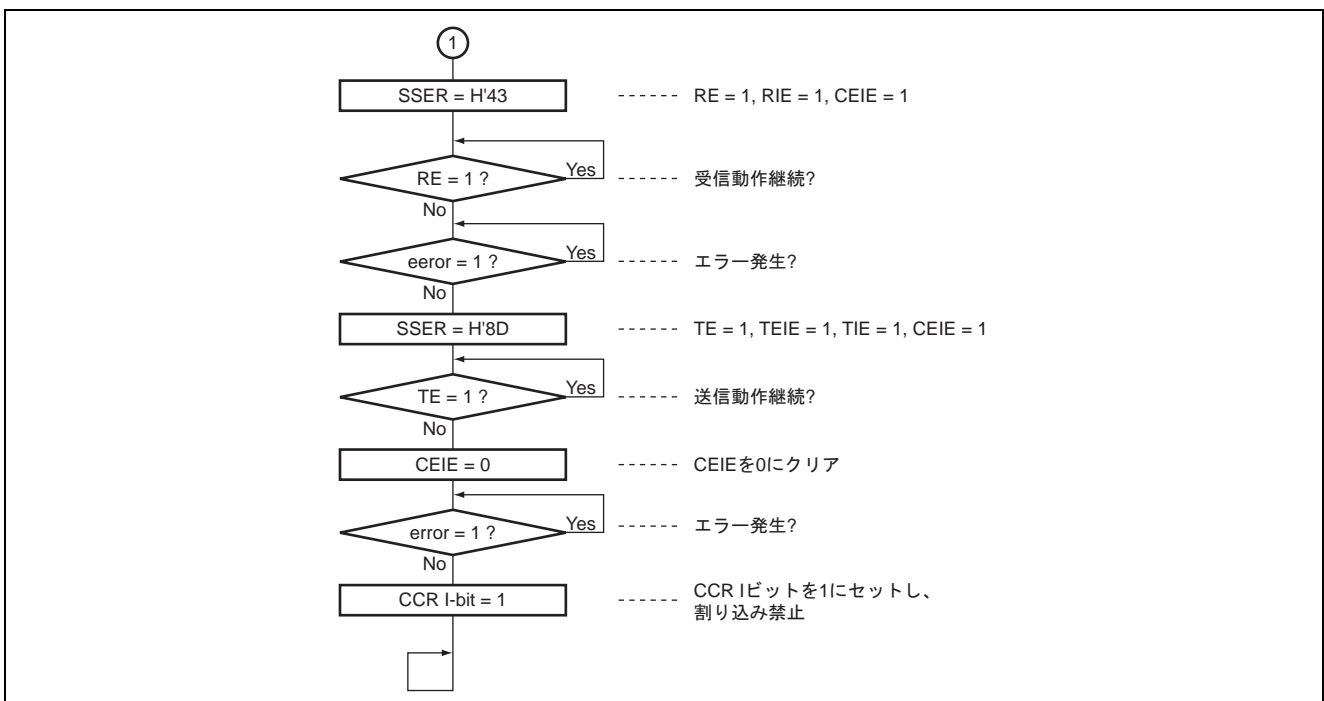 1
SSER = H'43 ------ RE = 1, RIE = 1, CEIE = 1
RE = 1 ? Yes ------ 受信動作継続?
No
eeror = 1 ? Yes ------ エラー発生?
No
SSER = H'8D ------ TE = 1, TEIE = 1, TIE = 1, CEIE = 1
TE = 1 ? Yes ------ 送信動作継続?
No
CEIE = 0 ------ CEIEを0にクリア
error = 1 ? Yes ------ エラー発生?
No
CCR I-bit = 1 ------ CCR Iビットを1にセットし、
割り込み禁止